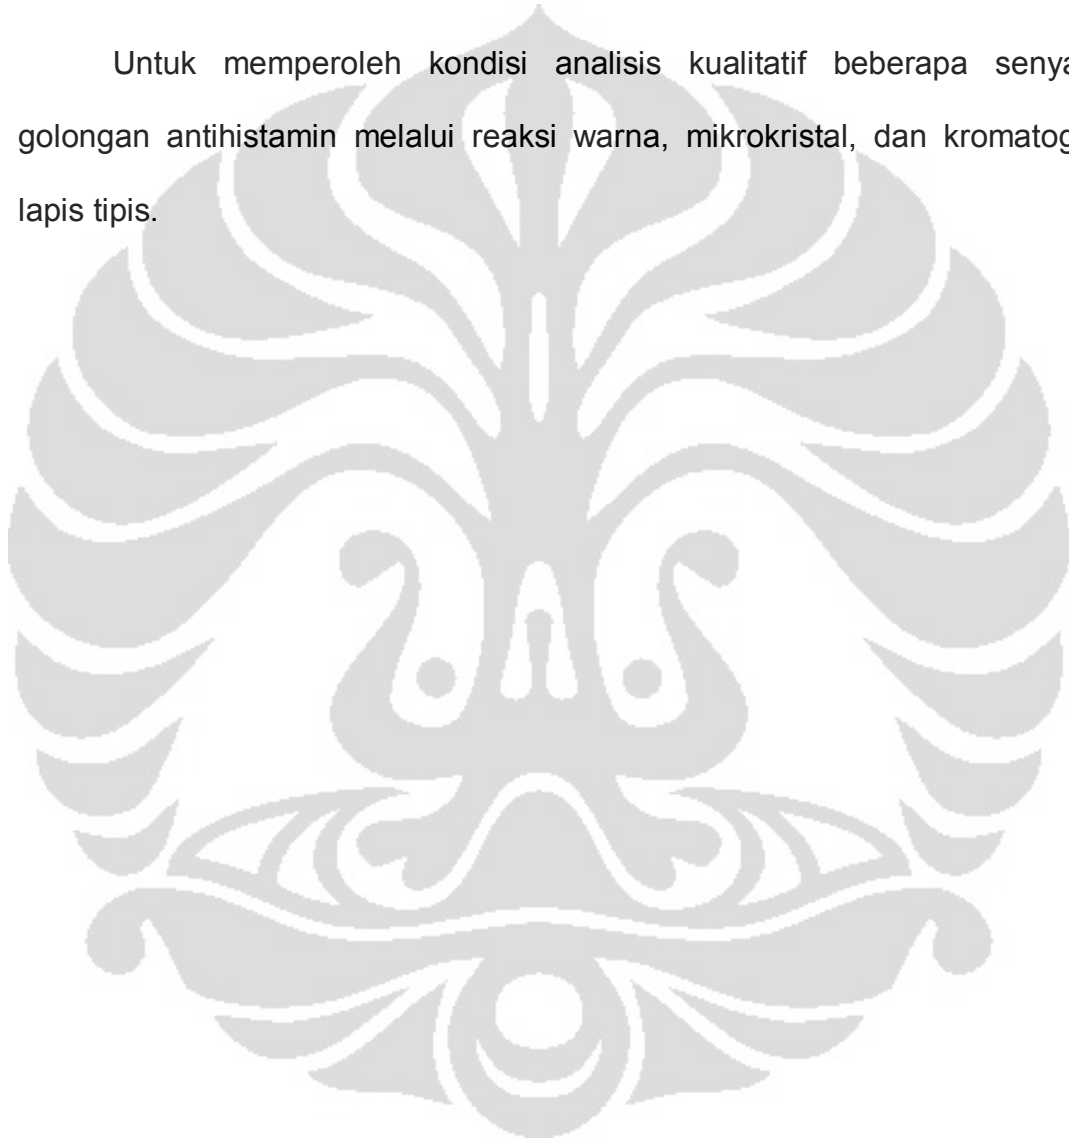 Untuk memperoleh kondisi analisis kualitatif beberapa senya
golongan antihistamin melalui reaksi warna, mikrokristal, dan kromatog
lapis tipis.